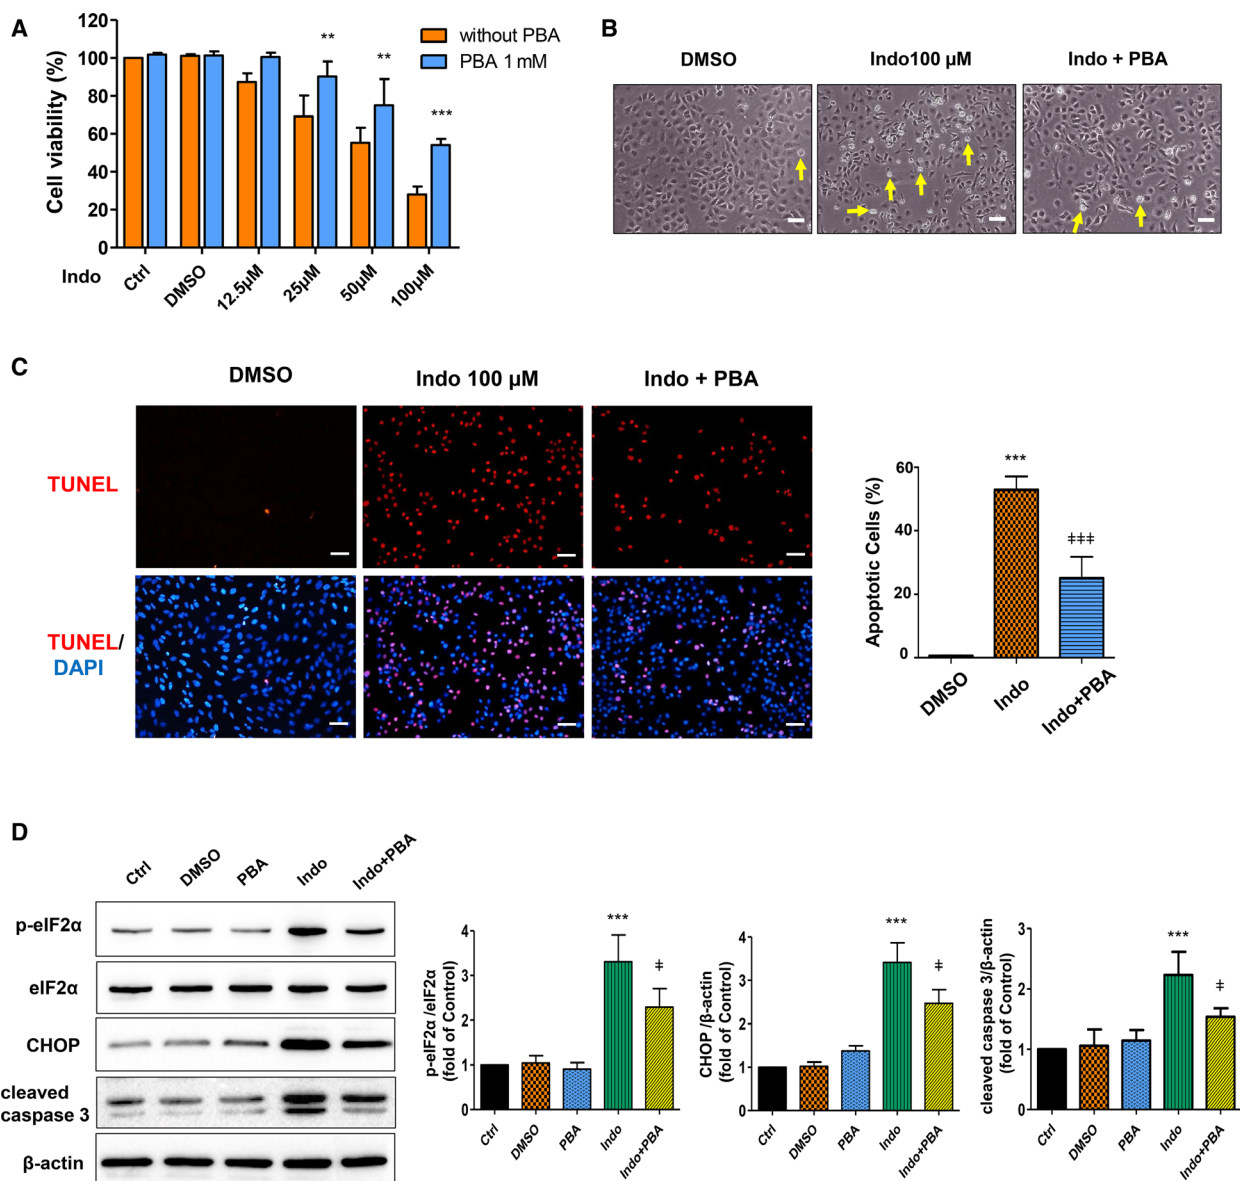 A
120
100
80
60
40
20
0
Cell viability (%)
without PBA
PBA 1 mM
**
**
***
Indo
Ctrl
DMSO
12.5μM
25μM
50μM
100μM
B
DMSO
Indo100 μM
Indo + PBA
C
DMSO
Indo 100 μM
Indo + PBA
TUNEL
TUNEL/
DAPI
Apoptotic Cells (%)
60
40
20
0
***
‡‡‡
DMSO
Indo
Indo+PBA
D
Ctrl
DMSO
PBA
Indo
Indo+PBA
p-eIF2α
eIF2α
CHOP
cleaved
caspase 3
β-actin
p-eIF2α /eIF2α
(fold of Control)
4
3
2
1
0
***
‡
Ctrl
DMSO
PBA
Indo
Indo+PBA
CHOP /β-actin
(fold of Control)
4
3
2
1
0
***
‡
Ctrl
DMSO
PBA
Indo
Indo+PBA
cleaved caspase 3/β-actin
(fold of Control)
3
2
1
0
***
‡
Ctrl
DMSO
PBA
Indo
Indo+PBA